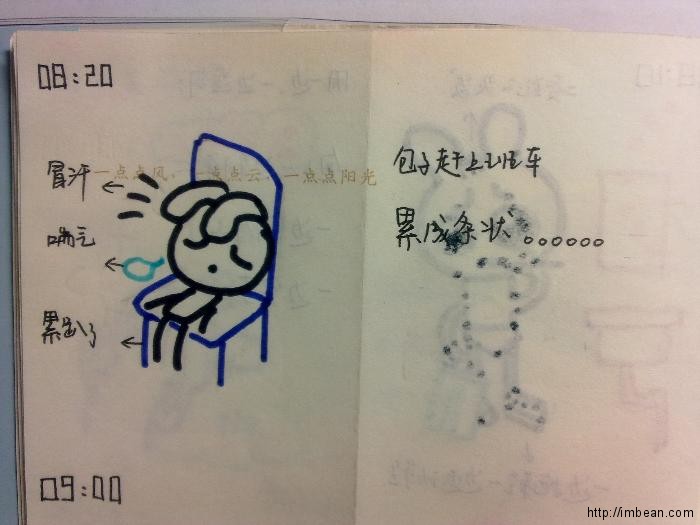 08:20
冒汗
一点点风，一点点云，一点点阳光
喘气
累趴了
09:00
包子赶上班车
累成条状。。。。。。
http://imbean.com